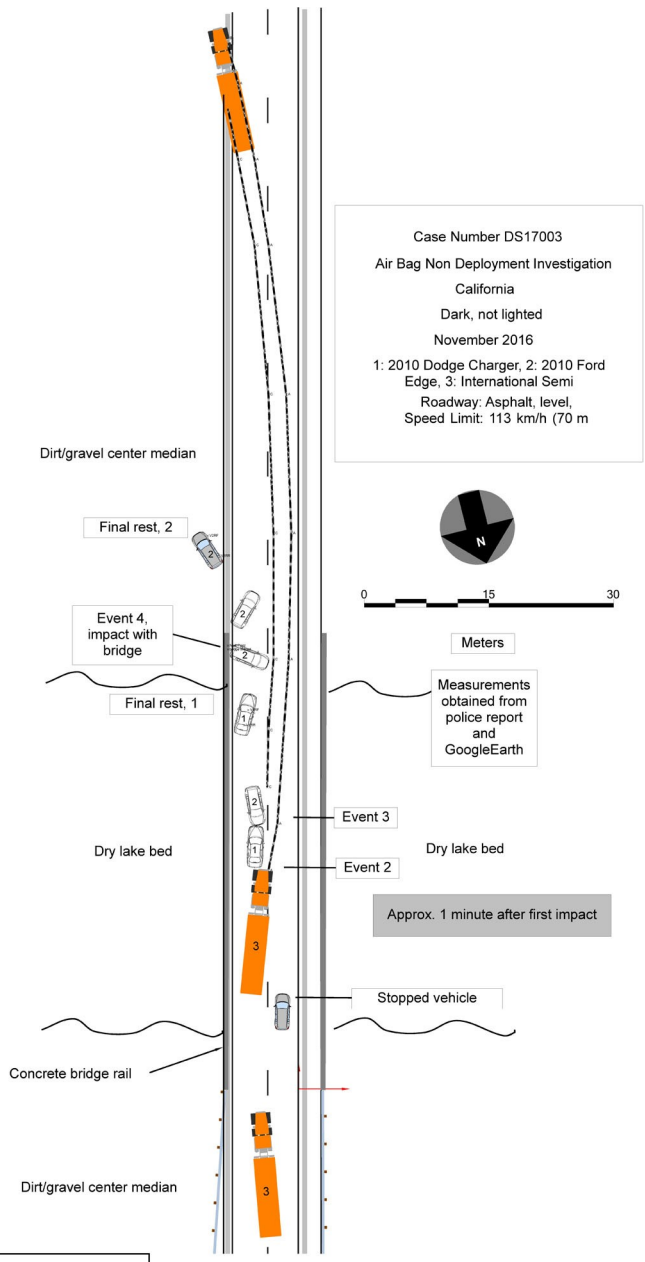 Case Number DS17003
Air Bag Non Deployment Investigation
California
Dark, not lighted
November 2016
1: 2010 Dodge Charger, 2: 2010 Ford
Edge, 3: International Semi
Roadway: Asphalt, level,
Speed Limit: 113 km/h (70 m
Dirt/gravel center median
Final rest, 2
2
N
0 15 30
Meters
2
Event 4,
impact with
bridge
2
Final rest, 1
1
Measurements
obtained from
police report
and
GoogleEarth
2
Event 3
1
Dry lake bed
Dry lake bed
Event 2
Approx. 1 minute after first impact
3
Stopped vehicle
Concrete bridge rail
Dirt/gravel center median
3